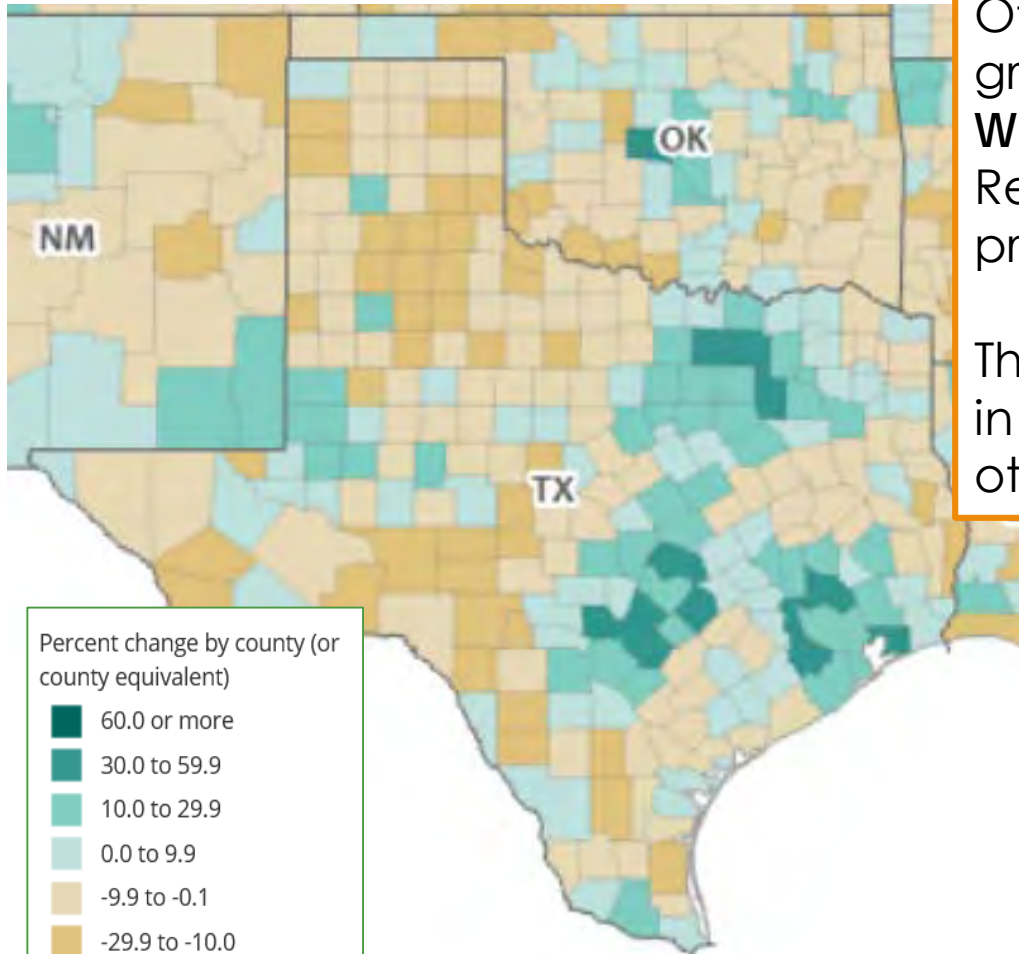 NM
OK
TX
Percent change by county (or
county equivalent)
60.0 or more
30.0 to 59.9
10.0 to 29.9
0.0 to 9.9
-9.9 to -0.1
-29.9 to -10.0
in